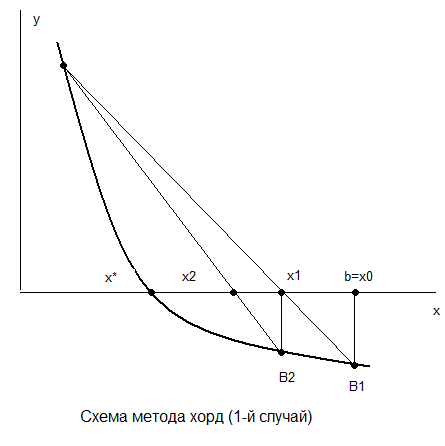 y
x*
x2
x1
b=x0
x
B2
B1
Схема метода хорд (1-й случай)